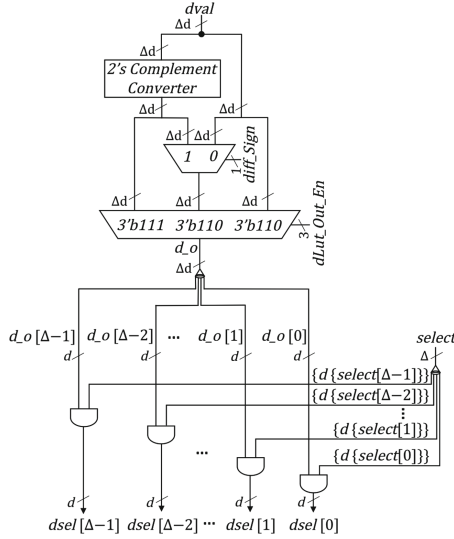 dval
Δd
Δd
2's Complement
Converter
Δd Δd
Δd Δd
1 0
1
diff_Sign
Δd Δd Δd
3'b111 3'b110 3'b110
3
dLut_Out_En
d_o
Δd
d_o [Δ−1] d_o [Δ−2] ... d_o [1] d_o [0]
select
d d d d
Δ
{d {select[Δ−1]}}
{d {select[Δ−2]}}
⋮
{d {select[1]}}
{d {select[0]}}
...
d d d d
dsel [Δ−1] dsel [Δ−2] ... dsel [1] dsel [0]